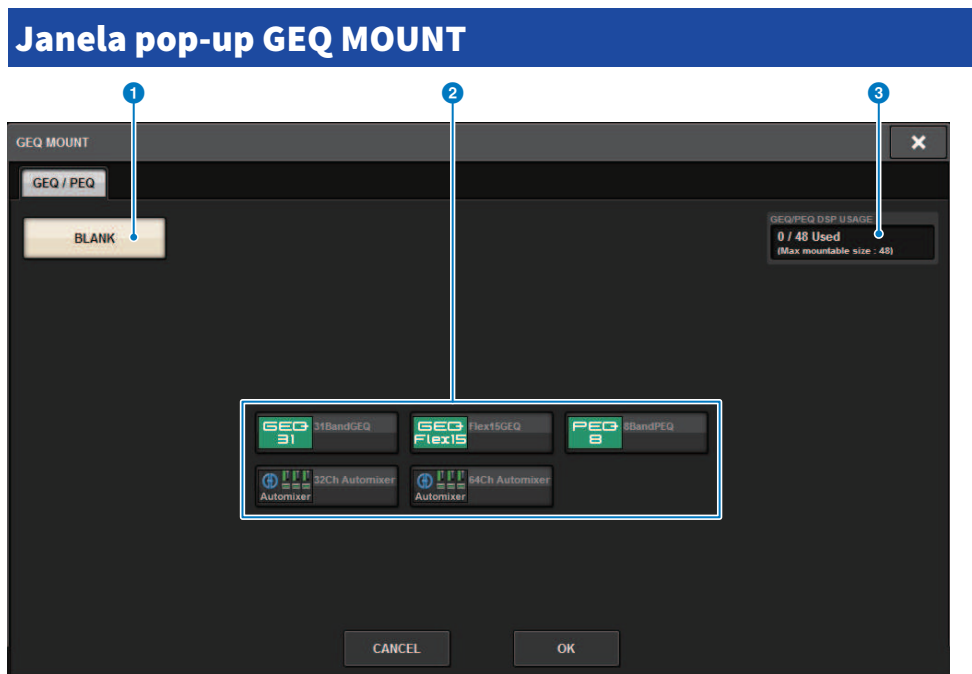 Janela pop-up GEQ MOUNT
1 2 3
GEQ MOUNT
GEQ / PEQ
BLANK
GEQ/PEQ DSP USAGE
0 / 48 Used
(Max mountable size : 48)
GEQ 31 31BandGEQ
GEQ Flex15 Flex15GEQ
PEQ 8 8BandPEQ
Automixer 32Ch Automixer
Automixer 64Ch Automixer
CANCEL OK